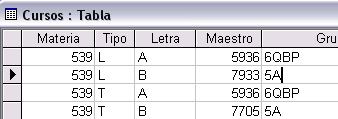 Cursos : Tabla
Materia Tipo Letra Maestro Gru
539 L A 5936 6QBP
539 L B 7933 5A
539 T A 5936 6QBP
539 T B 7705 5A